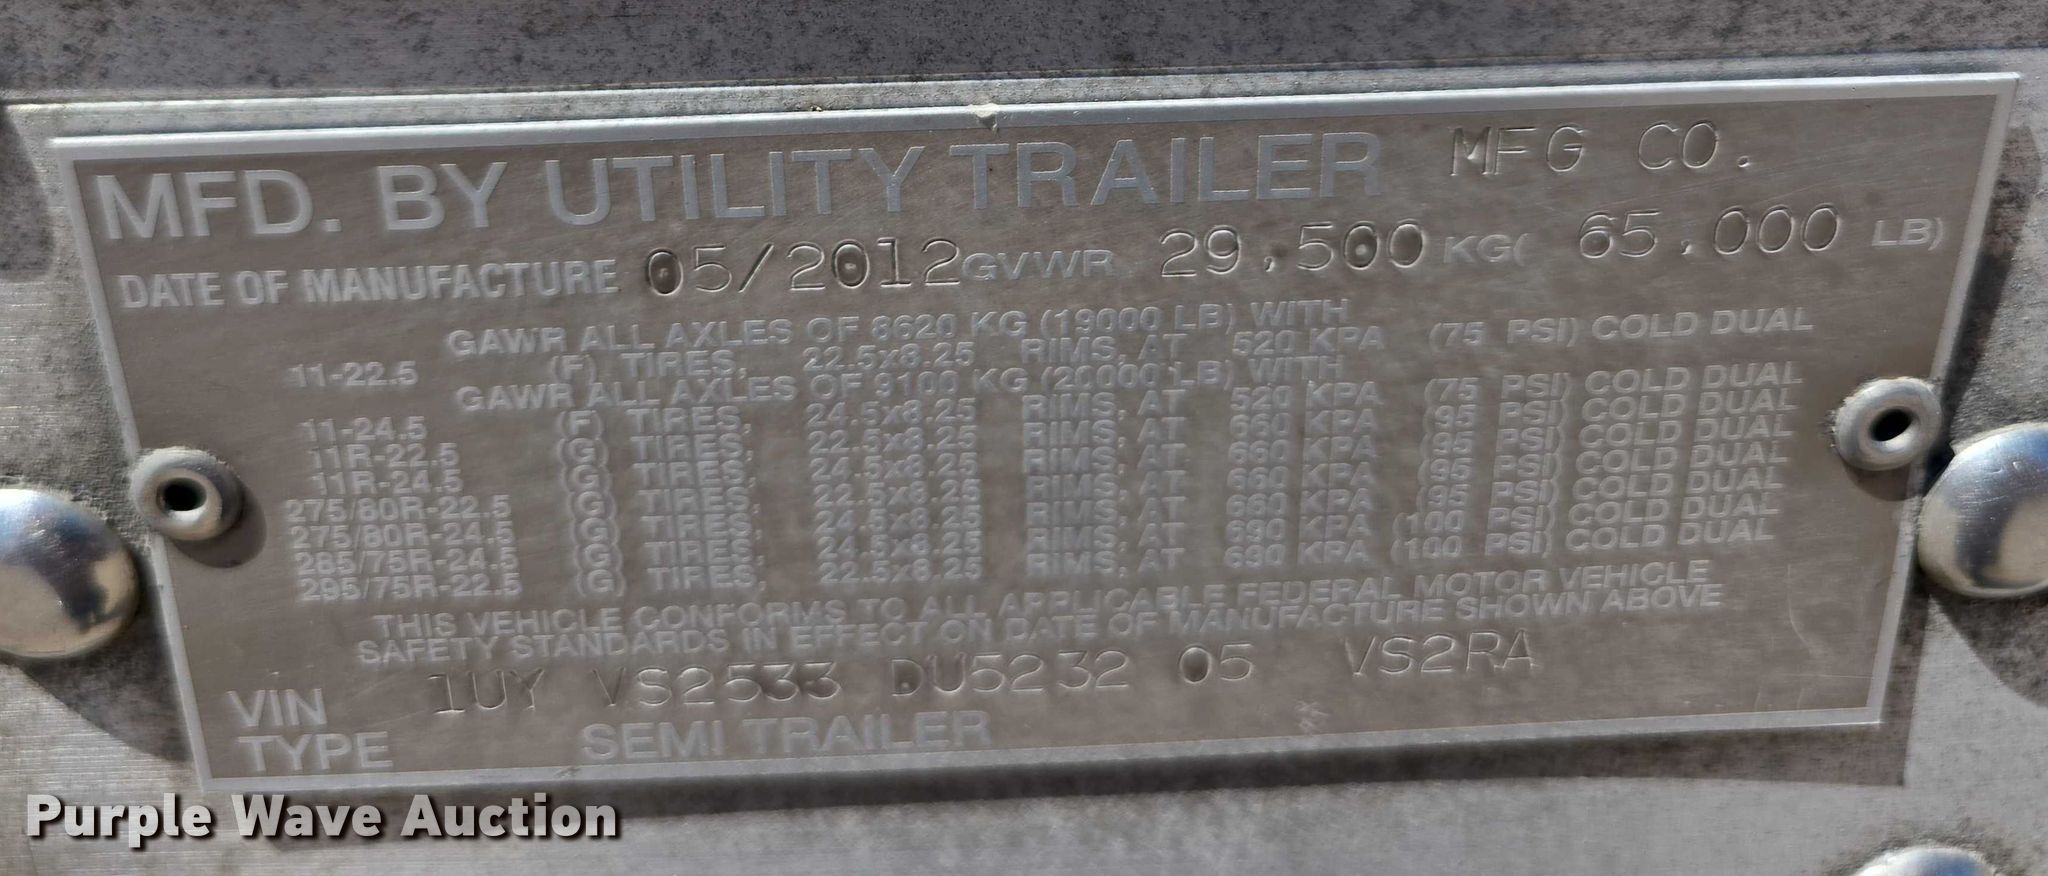 MFD. BY UTILITY TRAILER MFG CO.
DATE OF MANUFACTURE 05/2012 GVWR 29,500 KG( 65,000 LB)
GAWR ALL AXLES OF 8620 KG (19000 LB) WITH
11-22.5 (F) TIRES, 22.5x8.25 RIMS, AT 520 KPA (75 PSI) COLD DUAL
GAWR ALL AXLES OF 9100 KG (20000 LB) WITH
11-24.5 (F) TIRES, 24.5x8.25 RIMS, AT 520 KPA (75 PSI) COLD DUAL
11R-22.5 (G) TIRES, 22.5x8.25 RIMS, AT 660 KPA (95 PSI) COLD DUAL
11R-24.5 (G) TIRES, 24.5x8.25 RIMS, AT 660 KPA (95 PSI) COLD DUAL
275/80R-22.5 (G) TIRES, 22.5x8.25 RIMS, AT 660 KPA (95 PSI) COLD DUAL
275/80R-24.5 (G) TIRES, 24.5x8.25 RIMS, AT 660 KPA (95 PSI) COLD DUAL
285/75R-24.5 (G) TIRES, 24.5x8.25 RIMS, AT 690 KPA (100 PSI) COLD DUAL
295/75R-22.5 (G) TIRES, 22.5x8.25 RIMS, AT 690 KPA (100 PSI) COLD DUAL
THIS VEHICLE CONFORMS TO ALL APPLICABLE FEDERAL MOTOR VEHICLE
SAFETY STANDARDS IN EFFECT ON DATE OF MANUFACTURE SHOWN ABOVE
VIN 1UY VS2533 DU5232 05 VS2RA
TYPE SEMI TRAILER
Purple Wave Auction